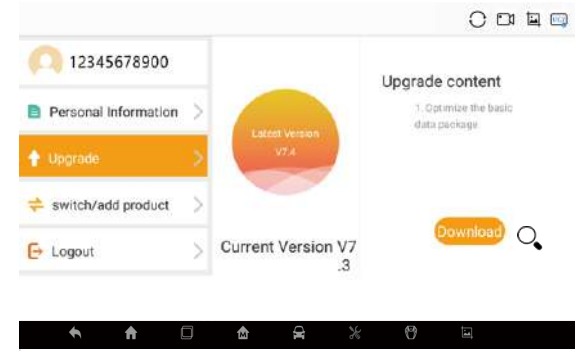 12345678900
Personal Information
Upgrade
switch/add product
Logout
Latest Version
V7.4
Current Version V7
.3
Upgrade content
1. Optimize the basic
data package
Download